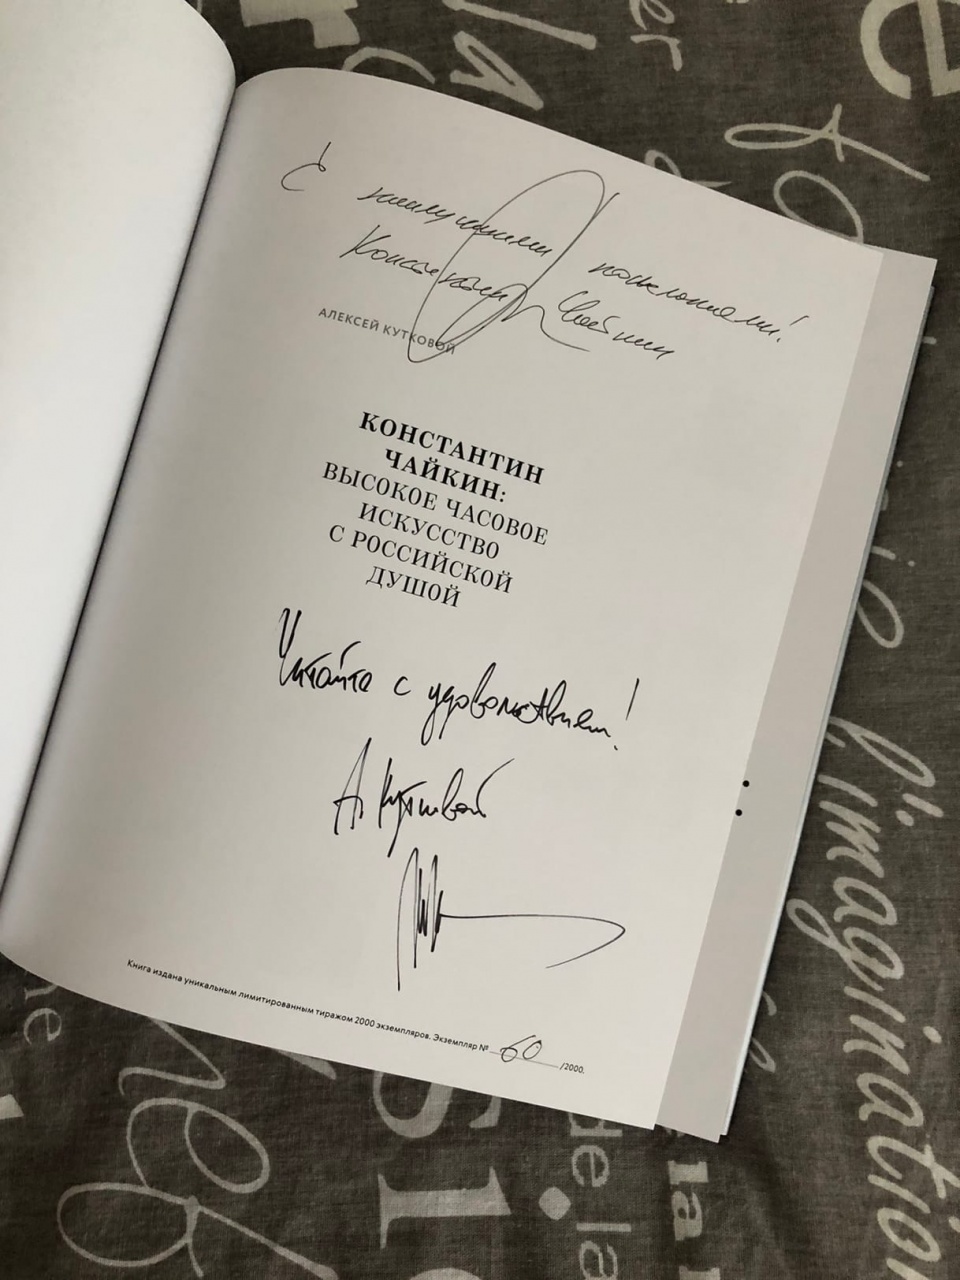 С наилучшими пожеланиями!
Константин Чайкин
АЛЕКСЕЙ КУТКОВОЙ
КОНСТАНТИН
ЧАЙКИН:
ВЫСОКОЕ ЧАСОВОЕ
ИСКУССТВО
С РОССИЙСКОЙ
ДУШОЙ
Читайте с удовольствием!
А. Кутковой
Книга издана уникальным лимитированным тиражом 2000 экземпляров. Экземпляр № 60 /2000.
l'imagination